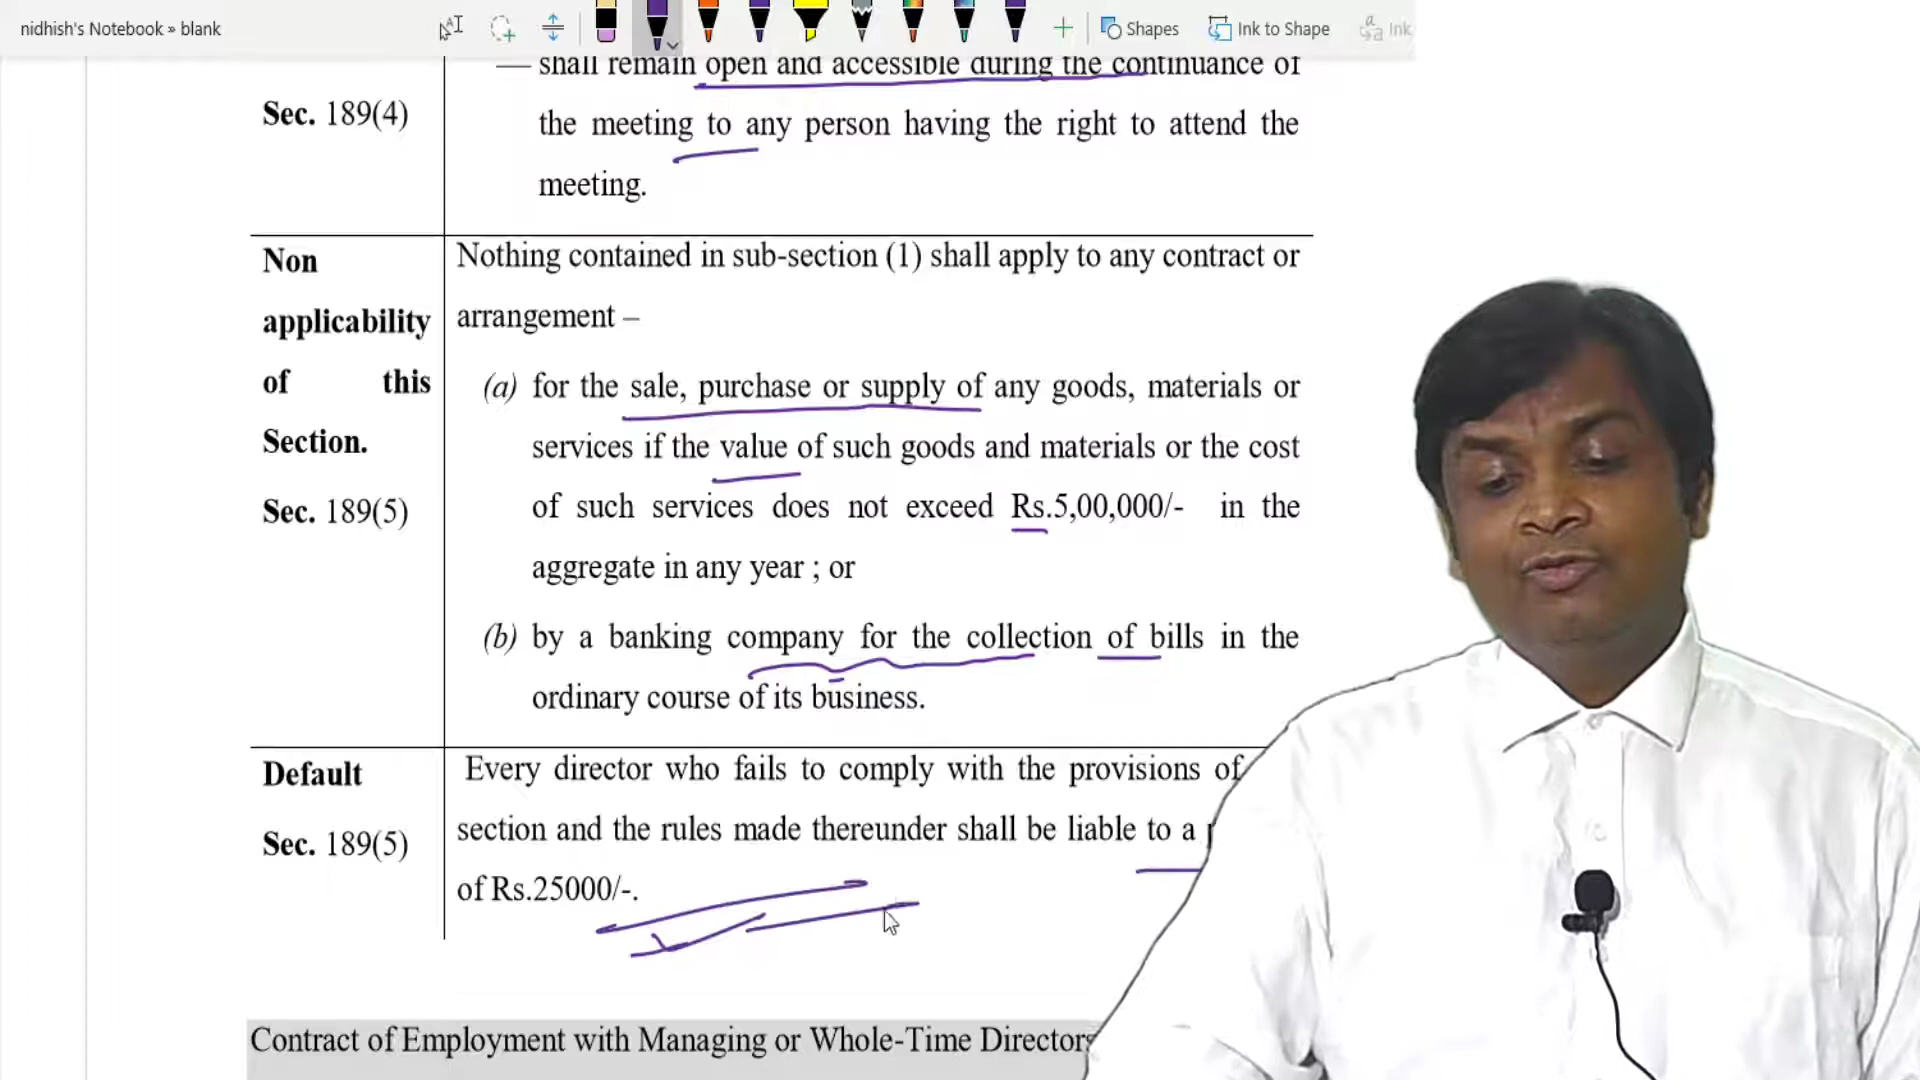 nidhish's Notebook » blank
Shapes
Ink to Shape
Ink
— shall remain open and accessible during the continuance of
Sec. 189(4)
the meeting to any person having the right to attend the
meeting.
Non
applicability
of this
Section.
Sec. 189(5)
Nothing contained in sub-section (1) shall apply to any contract or
arrangement –
(a) for the sale, purchase or supply of any goods, materials or
services if the value of such goods and materials or the cost
of such services does not exceed Rs.5,00,000/- in the
aggregate in any year ; or
(b) by a banking company for the collection of bills in the
ordinary course of its business.
Default
Sec. 189(5)
Every director who fails to comply with the provisions of
section and the rules made thereunder shall be liable to a
of Rs.25000/-.
Contract of Employment with Managing or Whole-Time Directors